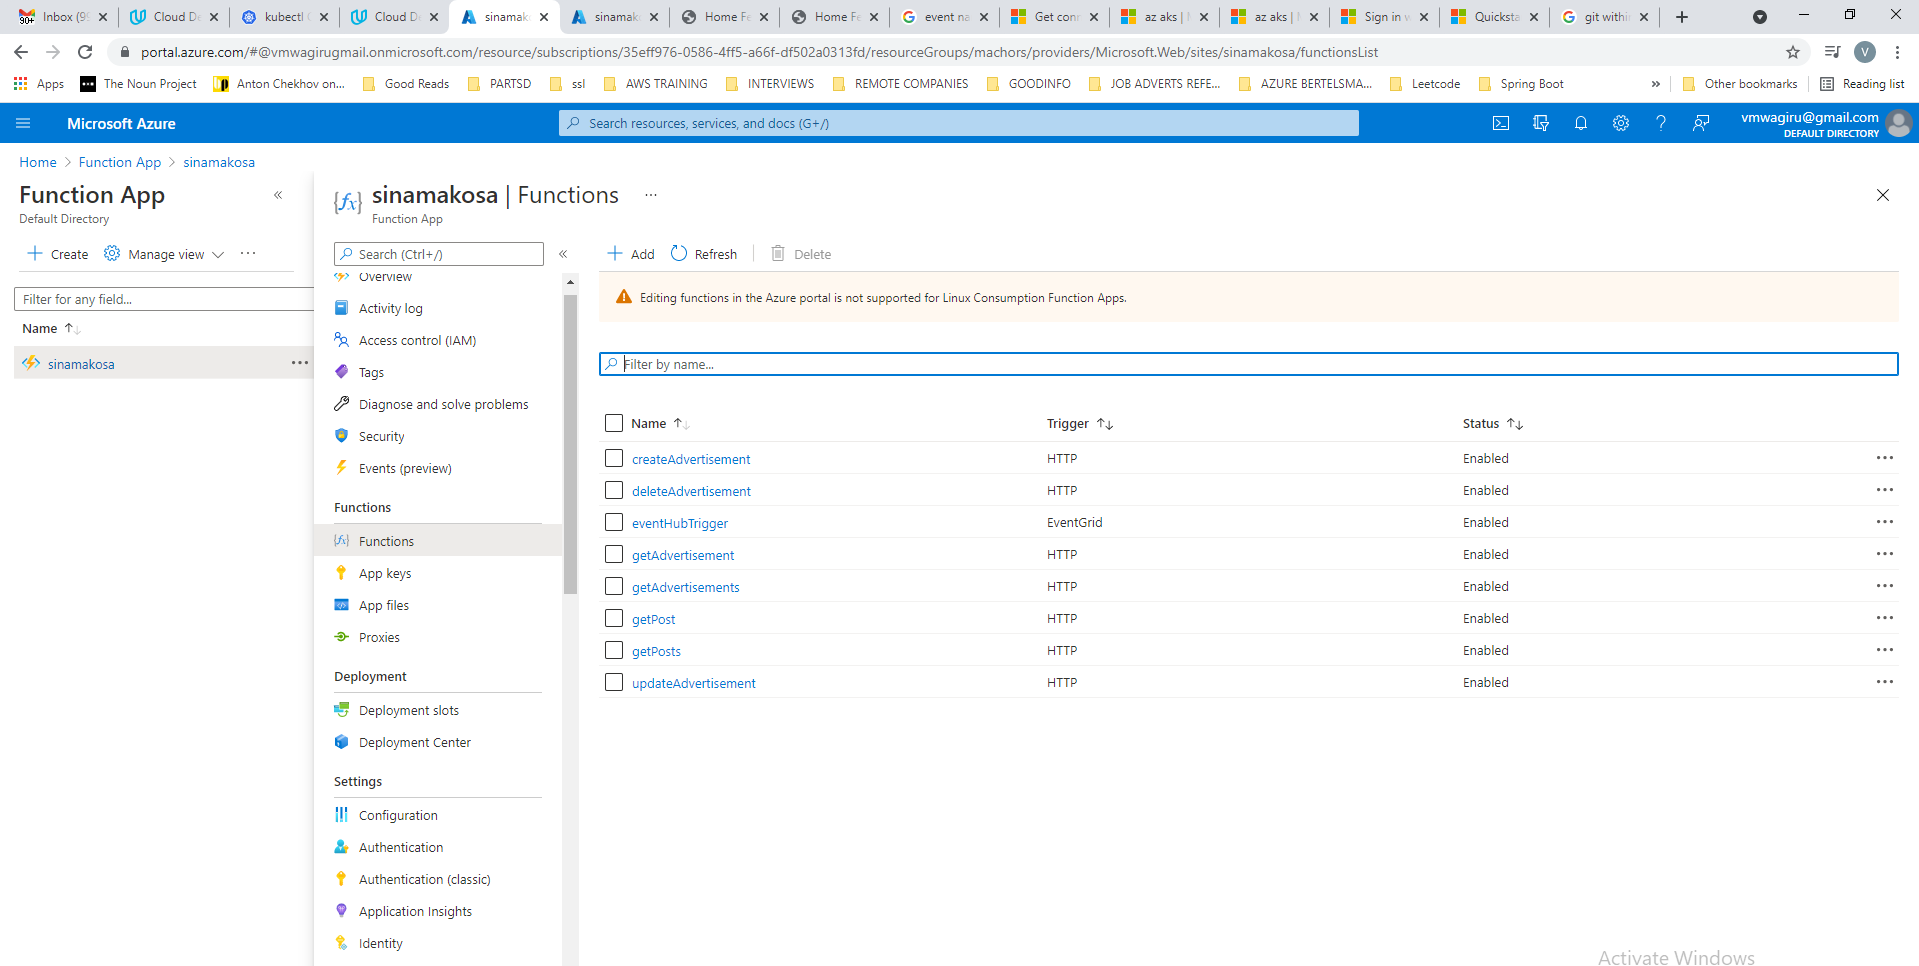 Inbox (99
Cloud De
kubectl
Cloud De
sinamak
sinamak
Home Fe
Home Fe
event na
Get con
az aks |
az aks |
Sign in
Quicksta
git within
portal.azure.com/#@vmwagirugmail.onmicrosoft.com/resource/subscriptions/35eff976-0586-4ff5-a66f-df502a0313fd/resourceGroups/machors/providers/Microsoft.Web/sites/sinamakosa/functionsList
V
Apps
The Noun Project
Anton Chekhov on...
Good Reads
PARTSD
ssl
AWS TRAINING
INTERVIEWS
REMOTE COMPANIES
GOODINFO
JOB ADVERTS REFE...
AZURE BERTELSMA...
Leetcode
Spring Boot
»
Other bookmarks
Reading list
Microsoft Azure
Search resources, services, and docs (G+/)
vmwagiru@gmail.com
DEFAULT DIRECTORY
Home > Function App > sinamakosa
Function App
Default Directory
Create
Manage view
Filter for any field...
Name
sinamakosa
sinamakosa | Functions
Function App
Search (Ctrl+/)
Overview
Activity log
Access control (IAM)
Tags
Diagnose and solve problems
Security
Events (preview)
Functions
Functions
App keys
App files
Proxies
Deployment
Deployment slots
Deployment Center
Settings
Configuration
Authentication
Authentication (classic)
Application Insights
Identity
Add
Refresh
Delete
Editing functions in the Azure portal is not supported for Linux Consumption Function Apps.
Filter by name...
Name Trigger Status
createAdvertisement HTTP Enabled
deleteAdvertisement HTTP Enabled
eventHubTrigger EventGrid Enabled
getAdvertisement HTTP Enabled
getAdvertisements HTTP Enabled
getPost HTTP Enabled
getPosts HTTP Enabled
updateAdvertisement HTTP Enabled
Activate Windows